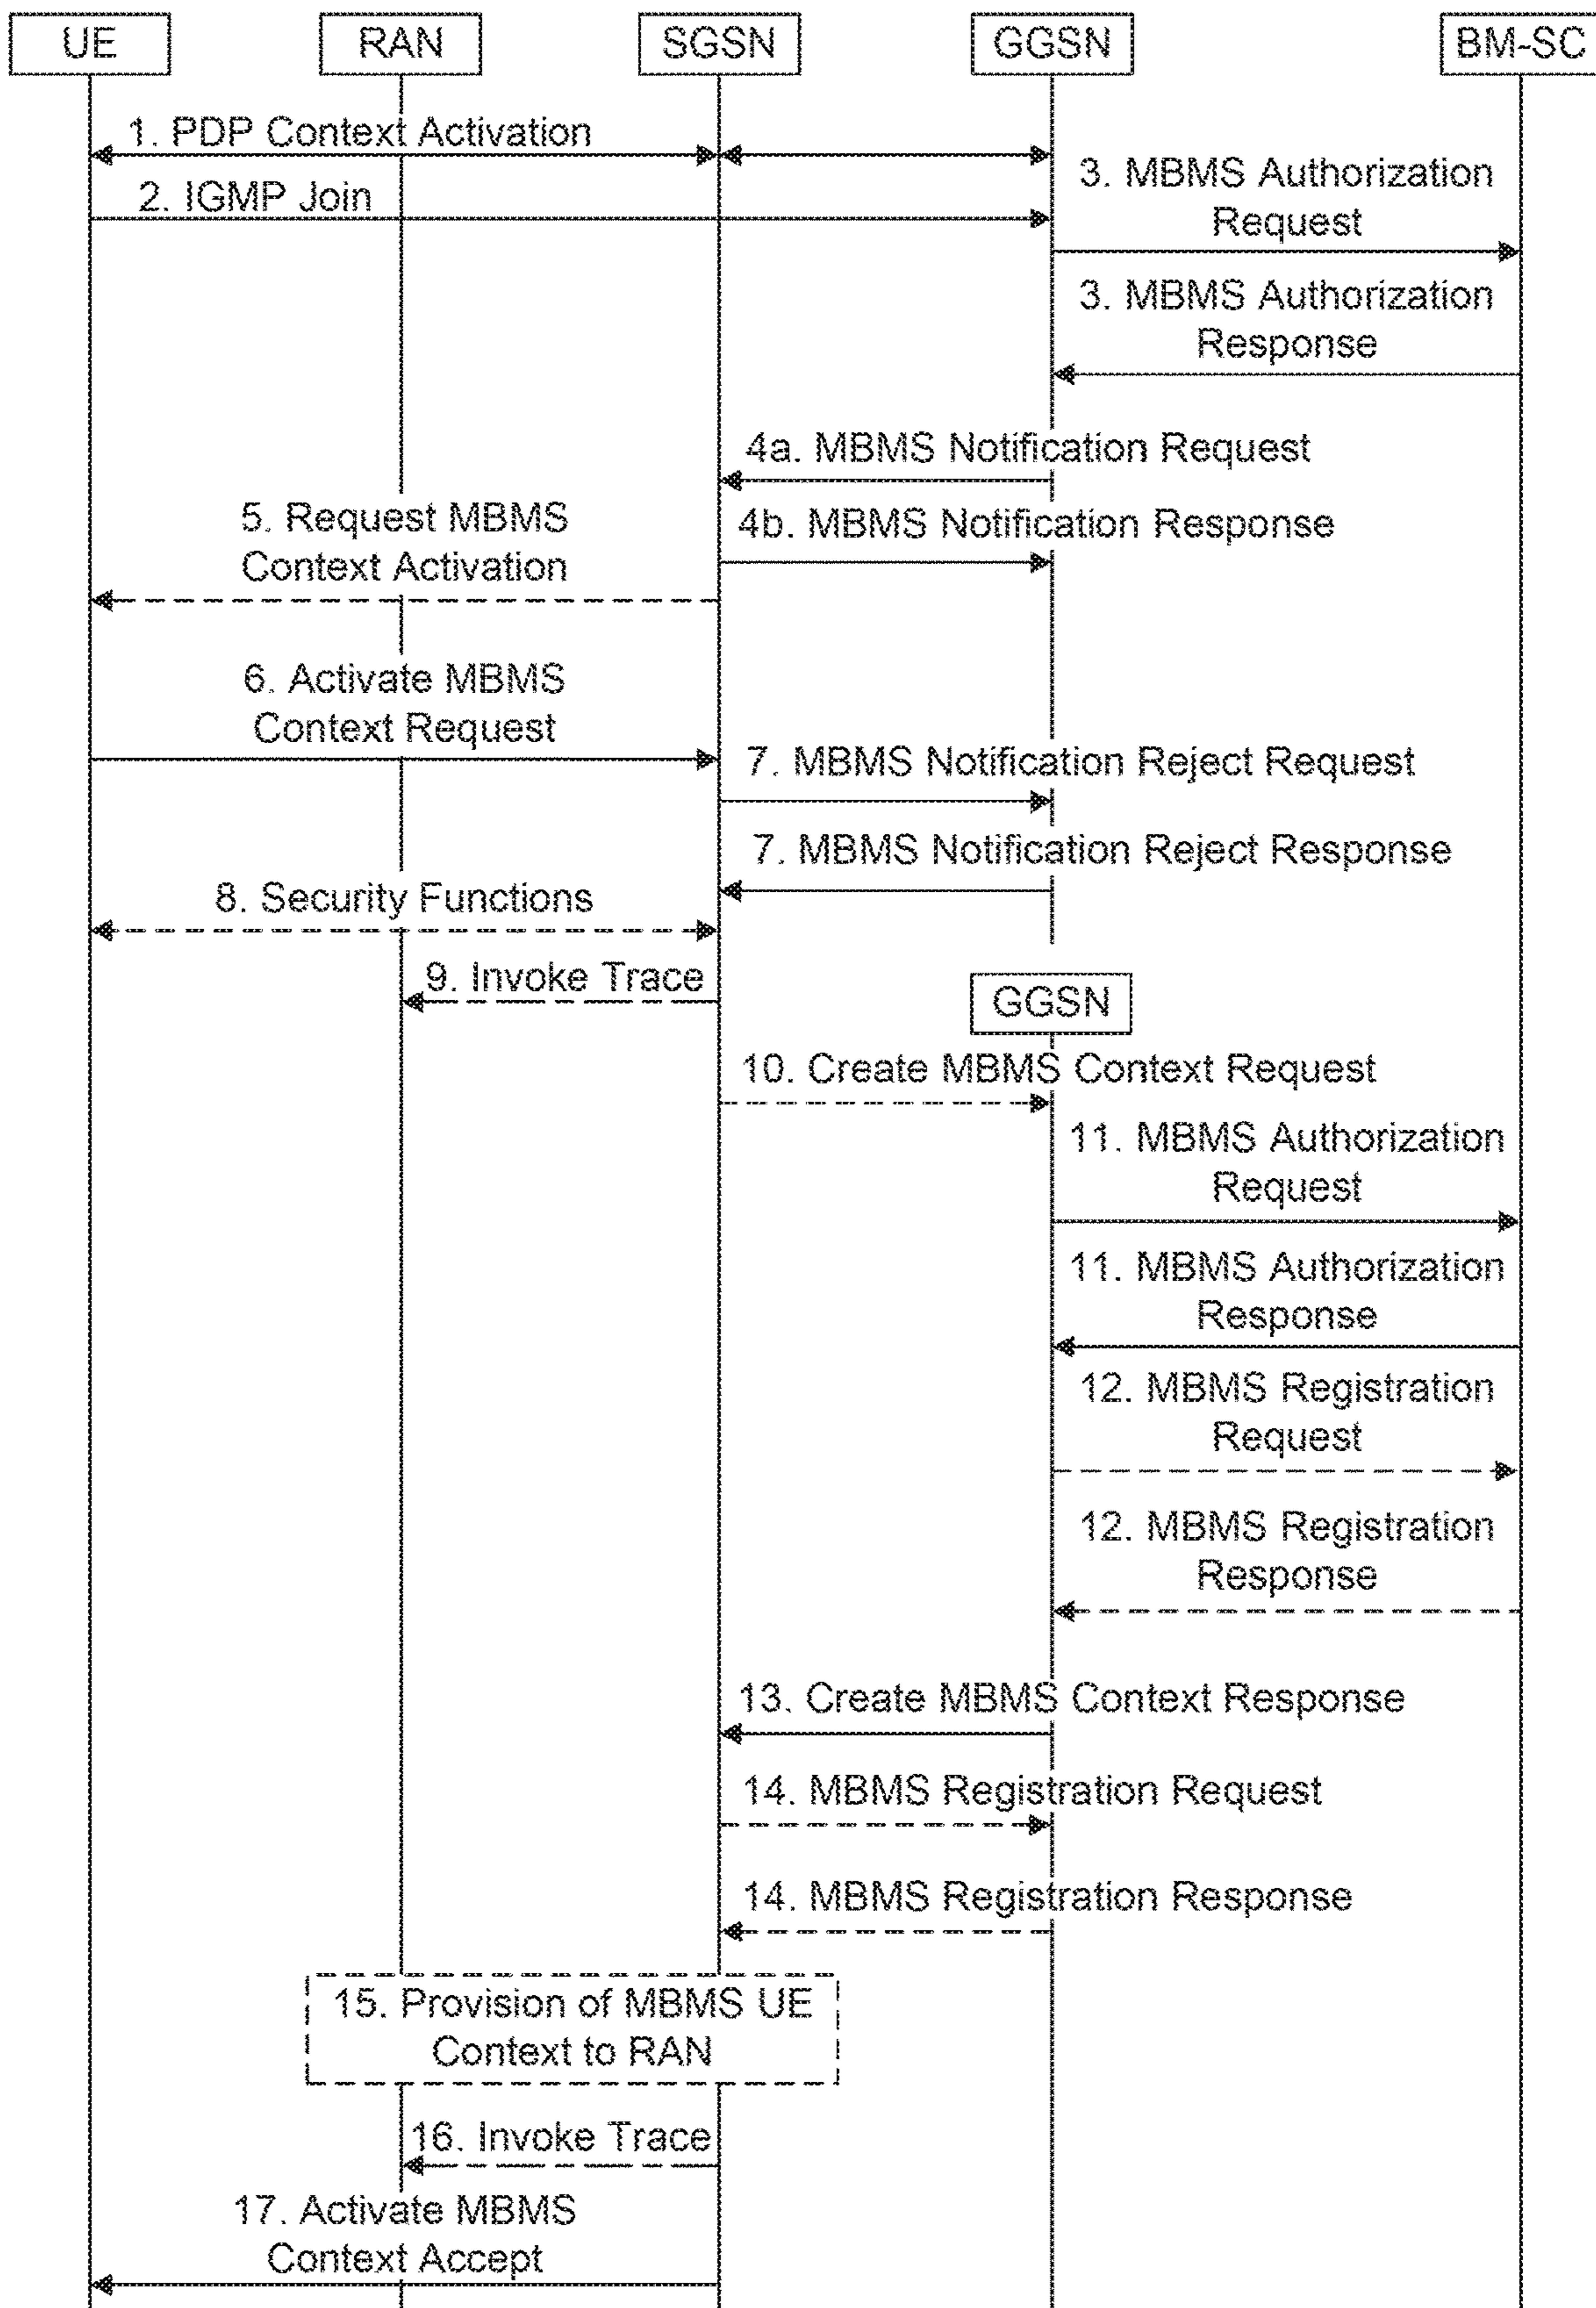 UE
RAN
SGSN
GGSN
BM-SC
1. PDP Context Activation
2. IGMP Join
3. MBMS Authorization
Request
3. MBMS Authorization
Response
4a. MBMS Notification Request
5. Request MBMS
Context Activation
4b. MBMS Notification Response
6. Activate MBMS
Context Request
7. MBMS Notification Reject Request
7. MBMS Notification Reject Response
8. Security Functions
9. Invoke Trace
GGSN
10. Create MBMS Context Request
11. MBMS Authorization
Request
11. MBMS Authorization
Response
12. MBMS Registration
Request
12. MBMS Registration
Response
13. Create MBMS Context Response
14. MBMS Registration Request
14. MBMS Registration Response
15. Provision of MBMS UE
Context to RAN
16. Invoke Trace
17. Activate MBMS
Context Accept